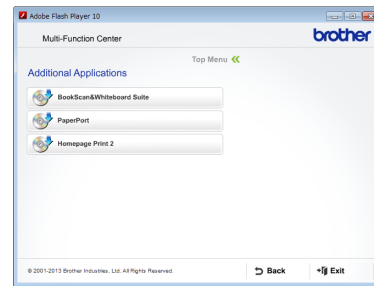 Adobe Flash Player 10
Multi-Function Center
brother
Top Menu
Additional Applications
BookScan&Whiteboard Suite
PaperPort
Homepage Print 2
© 2001-2013 Brother Industries, Ltd. All Rights Reserved.
Back
Exit